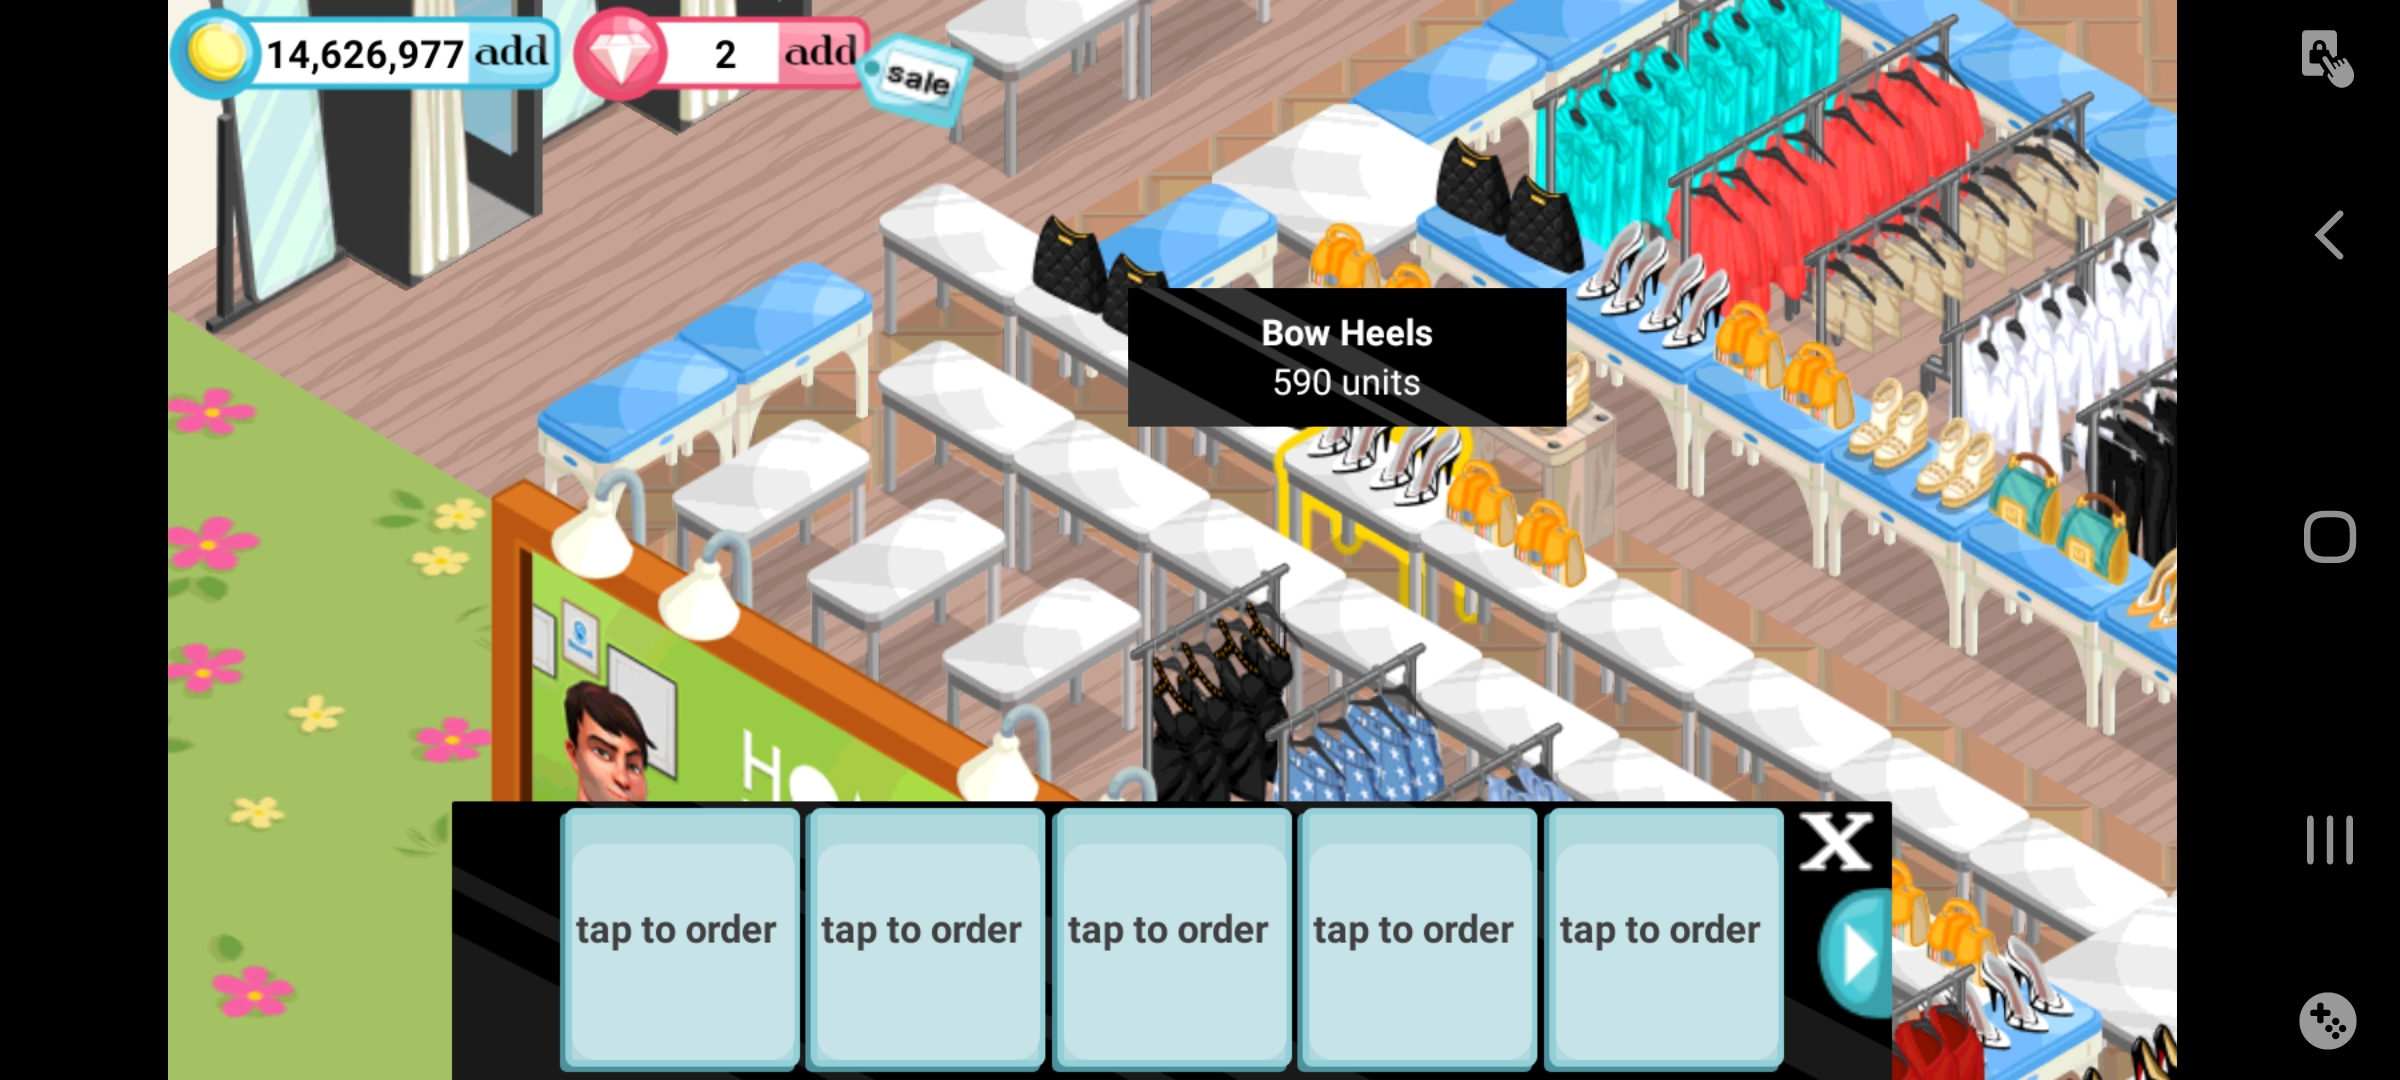 14,626,977 add
2 add
sale
Bow Heels
590 units
tap to order
tap to order
tap to order
tap to order
tap to order
X